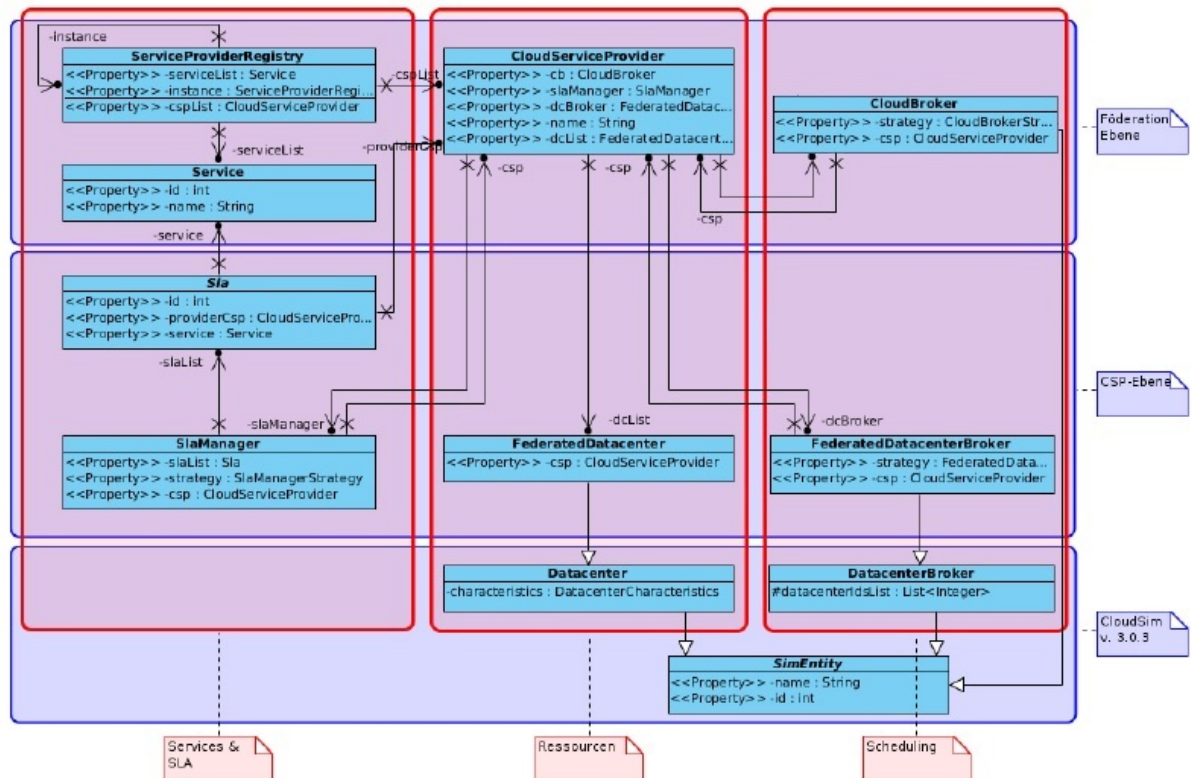 -instance
ServiceProviderRegistry
<<Property>> -serviceList : Service
<<Property>> -instance : ServiceProviderRegi...
<<Property>> -cspList : CloudServiceProvider
-cspList
CloudServiceProvider
<<Property>> -cb : CloudBroker
<<Property>> -slaManager : SlaManager
<<Property>> -dcBroker : FederatedDatac...
<<Property>> -name : String
<<Property>> -dcList : FederatedDatacent...
CloudBroker
<<Property>> -strategy : CloudBrokerStr...
<<Property>> -csp : CloudServiceProvider
Föderation
Ebene
-serviceList
-providerCsp
Service
<<Property>> -id : int
<<Property>> -name : String
-csp
-csp
-csp
-service
Sla
<<Property>> -id : int
<<Property>> -providerCsp : CloudServicePro...
<<Property>> -service : Service
-slaList
CSP-Ebene
-slaManager
-dcList
-dcBroker
SlaManager
<<Property>> -slaList : Sla
<<Property>> -strategy : SlaManagerStrategy
<<Property>> -csp : CloudServiceProvider
FederatedDatacenter
<<Property>> -csp : CloudServiceProvider
FederatedDatacenterBroker
<<Property>> -strategy : FederatedData...
<<Property>> -csp : CloudServiceProvider
Datacenter
-characteristics : DatacenterCharacteristics
DatacenterBroker
#datacenterIdsList : List<Integer>
CloudSim
v. 3.0.3
SimEntity
<<Property>> -name : String
<<Property>> -id : int
Services &
SLA
Ressourcen
Scheduling